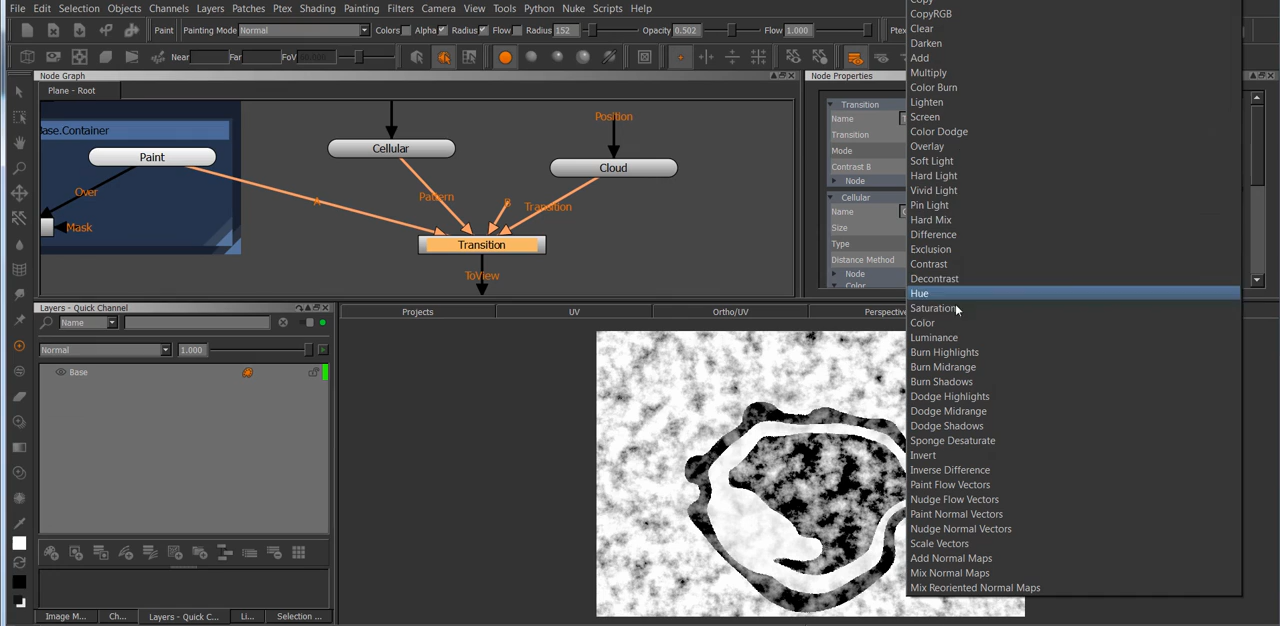 File Edit Selection Objects Channels Layers Patches Ptex Shading Painting Filters Camera View Tools Python Nuke Scripts Help
Paint Painting Mode Normal Colors Alpha Radius Flow Radius 152 Opacity 0.502 Flow 1.000 Ptex
Near Far FoV
Node Graph
Plane - Root
Base.Container
Paint
Over
Mask
Cellular
Position
Cloud
A
Pattern
B
Transition
Transition
ToView
Node Properties
Transition
Name
Transition
Mode
Contrast B
Node
Cellular
Name
Size
Type
Distance Method
Node
Color
Layers - Quick Channel
Name
Normal 1.000
Base
Image M... Ch... Layers - Quick C... Li... Selection ...
Projects UV Ortho/UV Perspective
Copy
CopyRGB
Clear
Darken
Add
Multiply
Color Burn
Lighten
Screen
Color Dodge
Overlay
Soft Light
Hard Light
Vivid Light
Pin Light
Hard Mix
Difference
Exclusion
Contrast
Decontrast
Hue
Saturation
Color
Luminance
Burn Highlights
Burn Midrange
Burn Shadows
Dodge Highlights
Dodge Midrange
Dodge Shadows
Sponge Desaturate
Invert
Inverse Difference
Paint Flow Vectors
Nudge Flow Vectors
Paint Normal Vectors
Nudge Normal Vectors
Scale Vectors
Add Normal Maps
Mix Normal Maps
Mix Reoriented Normal Maps